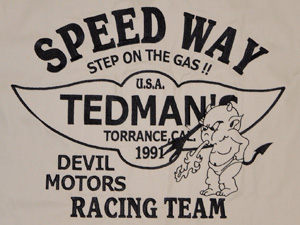 SPEED WAY
STEP ON THE GAS !!
U.S.A.
TEDMAN'S
TORRANCE,CAL.
1991
DEVIL
MOTORS
RACING TEAM